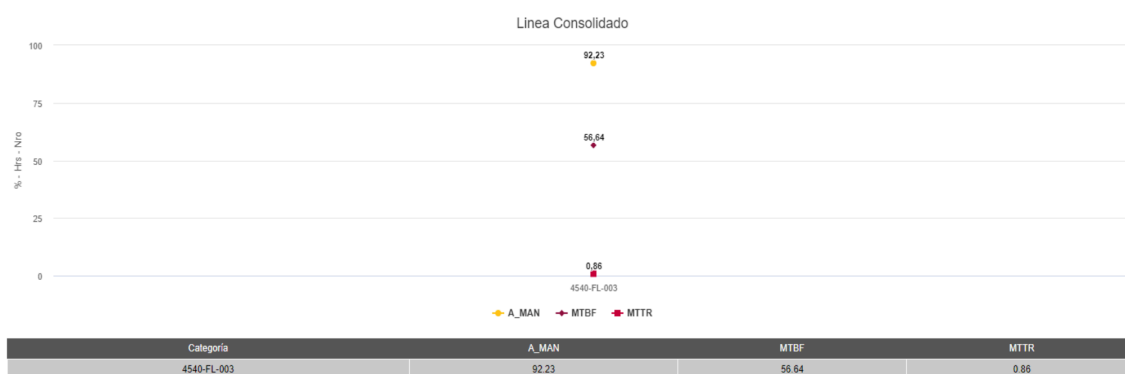 Linea Consolidado
100
92,23
75
56,64
50
25
0,86
0
% - Hrs - Nro
4540-FL-003
A_MAN MTBF MTTR
Categoría A_MAN MTBF MTTR
4540-FL-003 92.23 56.64 0.86